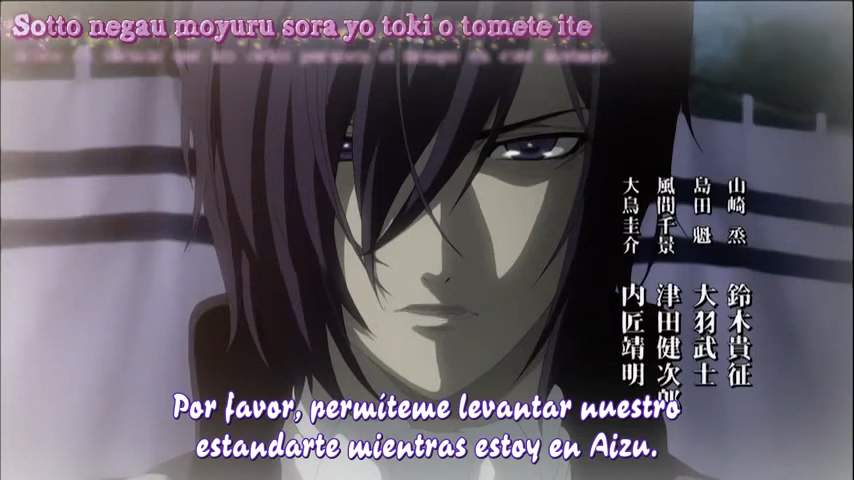 Sotto negau moyuru sora yo toki o tomete ite
山崎 烝
鈴木貴征
島田 魁
大羽武士
風間千景
津田健次郎
大鳥圭介
内匠靖明
Por favor, permíteme levantar nuestro
estandarte mientras estoy en Aizu.